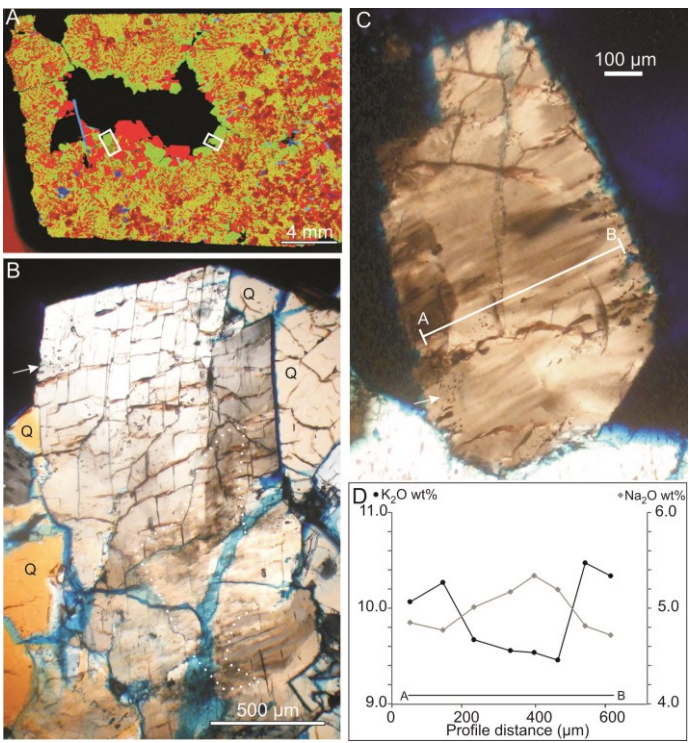 A
4 mm
B
Q
Q
Q
Q
500 µm
C
100 µm
B
A
D
K₂O wt%
Na₂O wt%
11.0
10.0
9.0
6.0
5.0
4.0
A
B
0
200
400
600
Profile distance (µm)